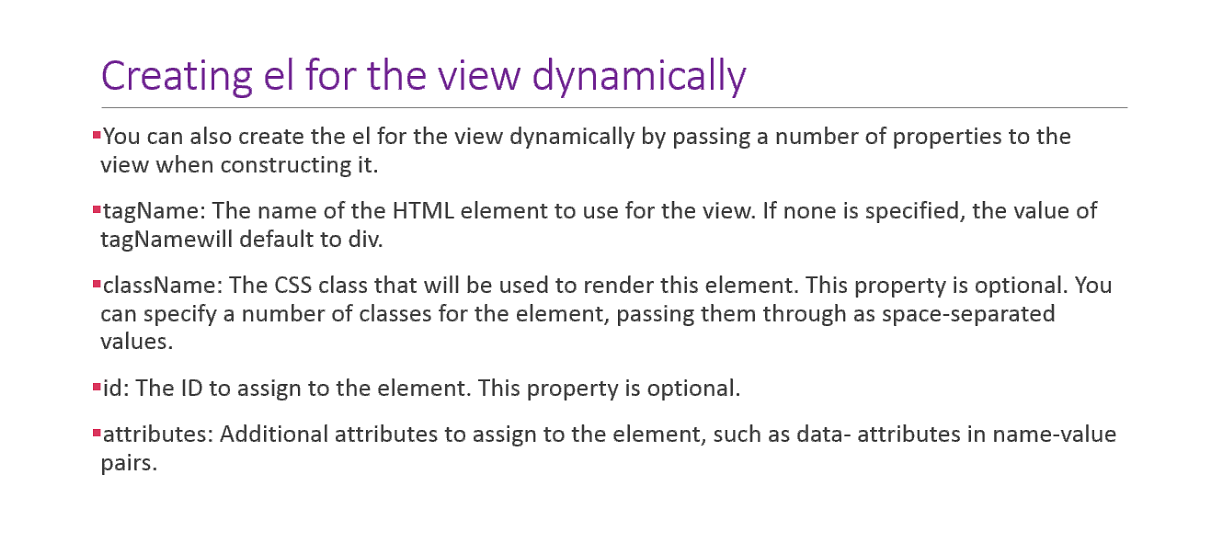 Creating el for the view dynamically
▪You can also create the el for the view dynamically by passing a number of properties to the
view when constructing it.
▪tagName: The name of the HTML element to use for the view. If none is specified, the value of
tagNamewill default to div.
▪className: The CSS class that will be used to render this element. This property is optional. You
can specify a number of classes for the element, passing them through as space-separated
values.
▪id: The ID to assign to the element. This property is optional.
▪attributes: Additional attributes to assign to the element, such as data- attributes in name-value
pairs.